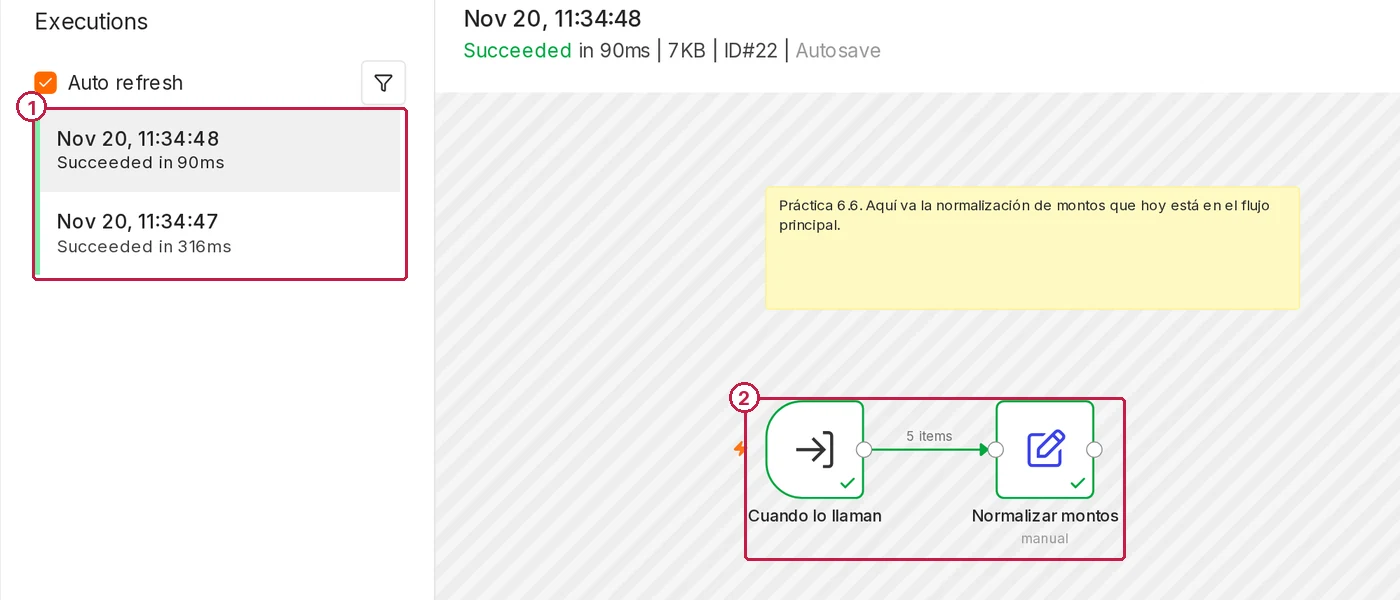 Executions
Auto refresh
1
Nov 20, 11:34:48
Succeeded in 90ms
Nov 20, 11:34:47
Succeeded in 316ms
Nov 20, 11:34:48
Succeeded in 90ms | 7KB | ID#22 | Autosave
Práctica 6.6. Aquí va la normalización de montos que hoy está en el flujo
principal.
2
5 items
Cuando lo llaman
Normalizar montos
manual